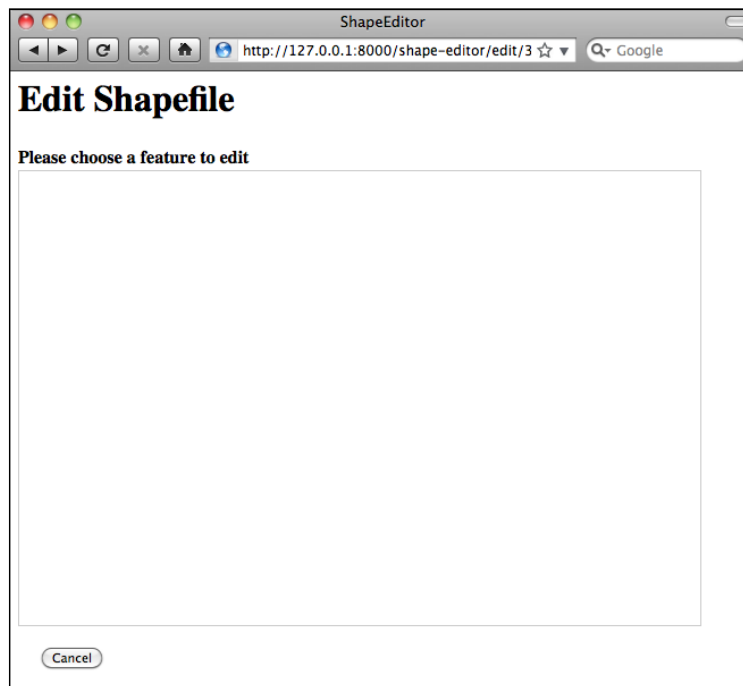 ShapeEditor
http://127.0.0.1:8000/shape-editor/edit/3
Google
Edit Shapefile
Please choose a feature to edit
Cancel